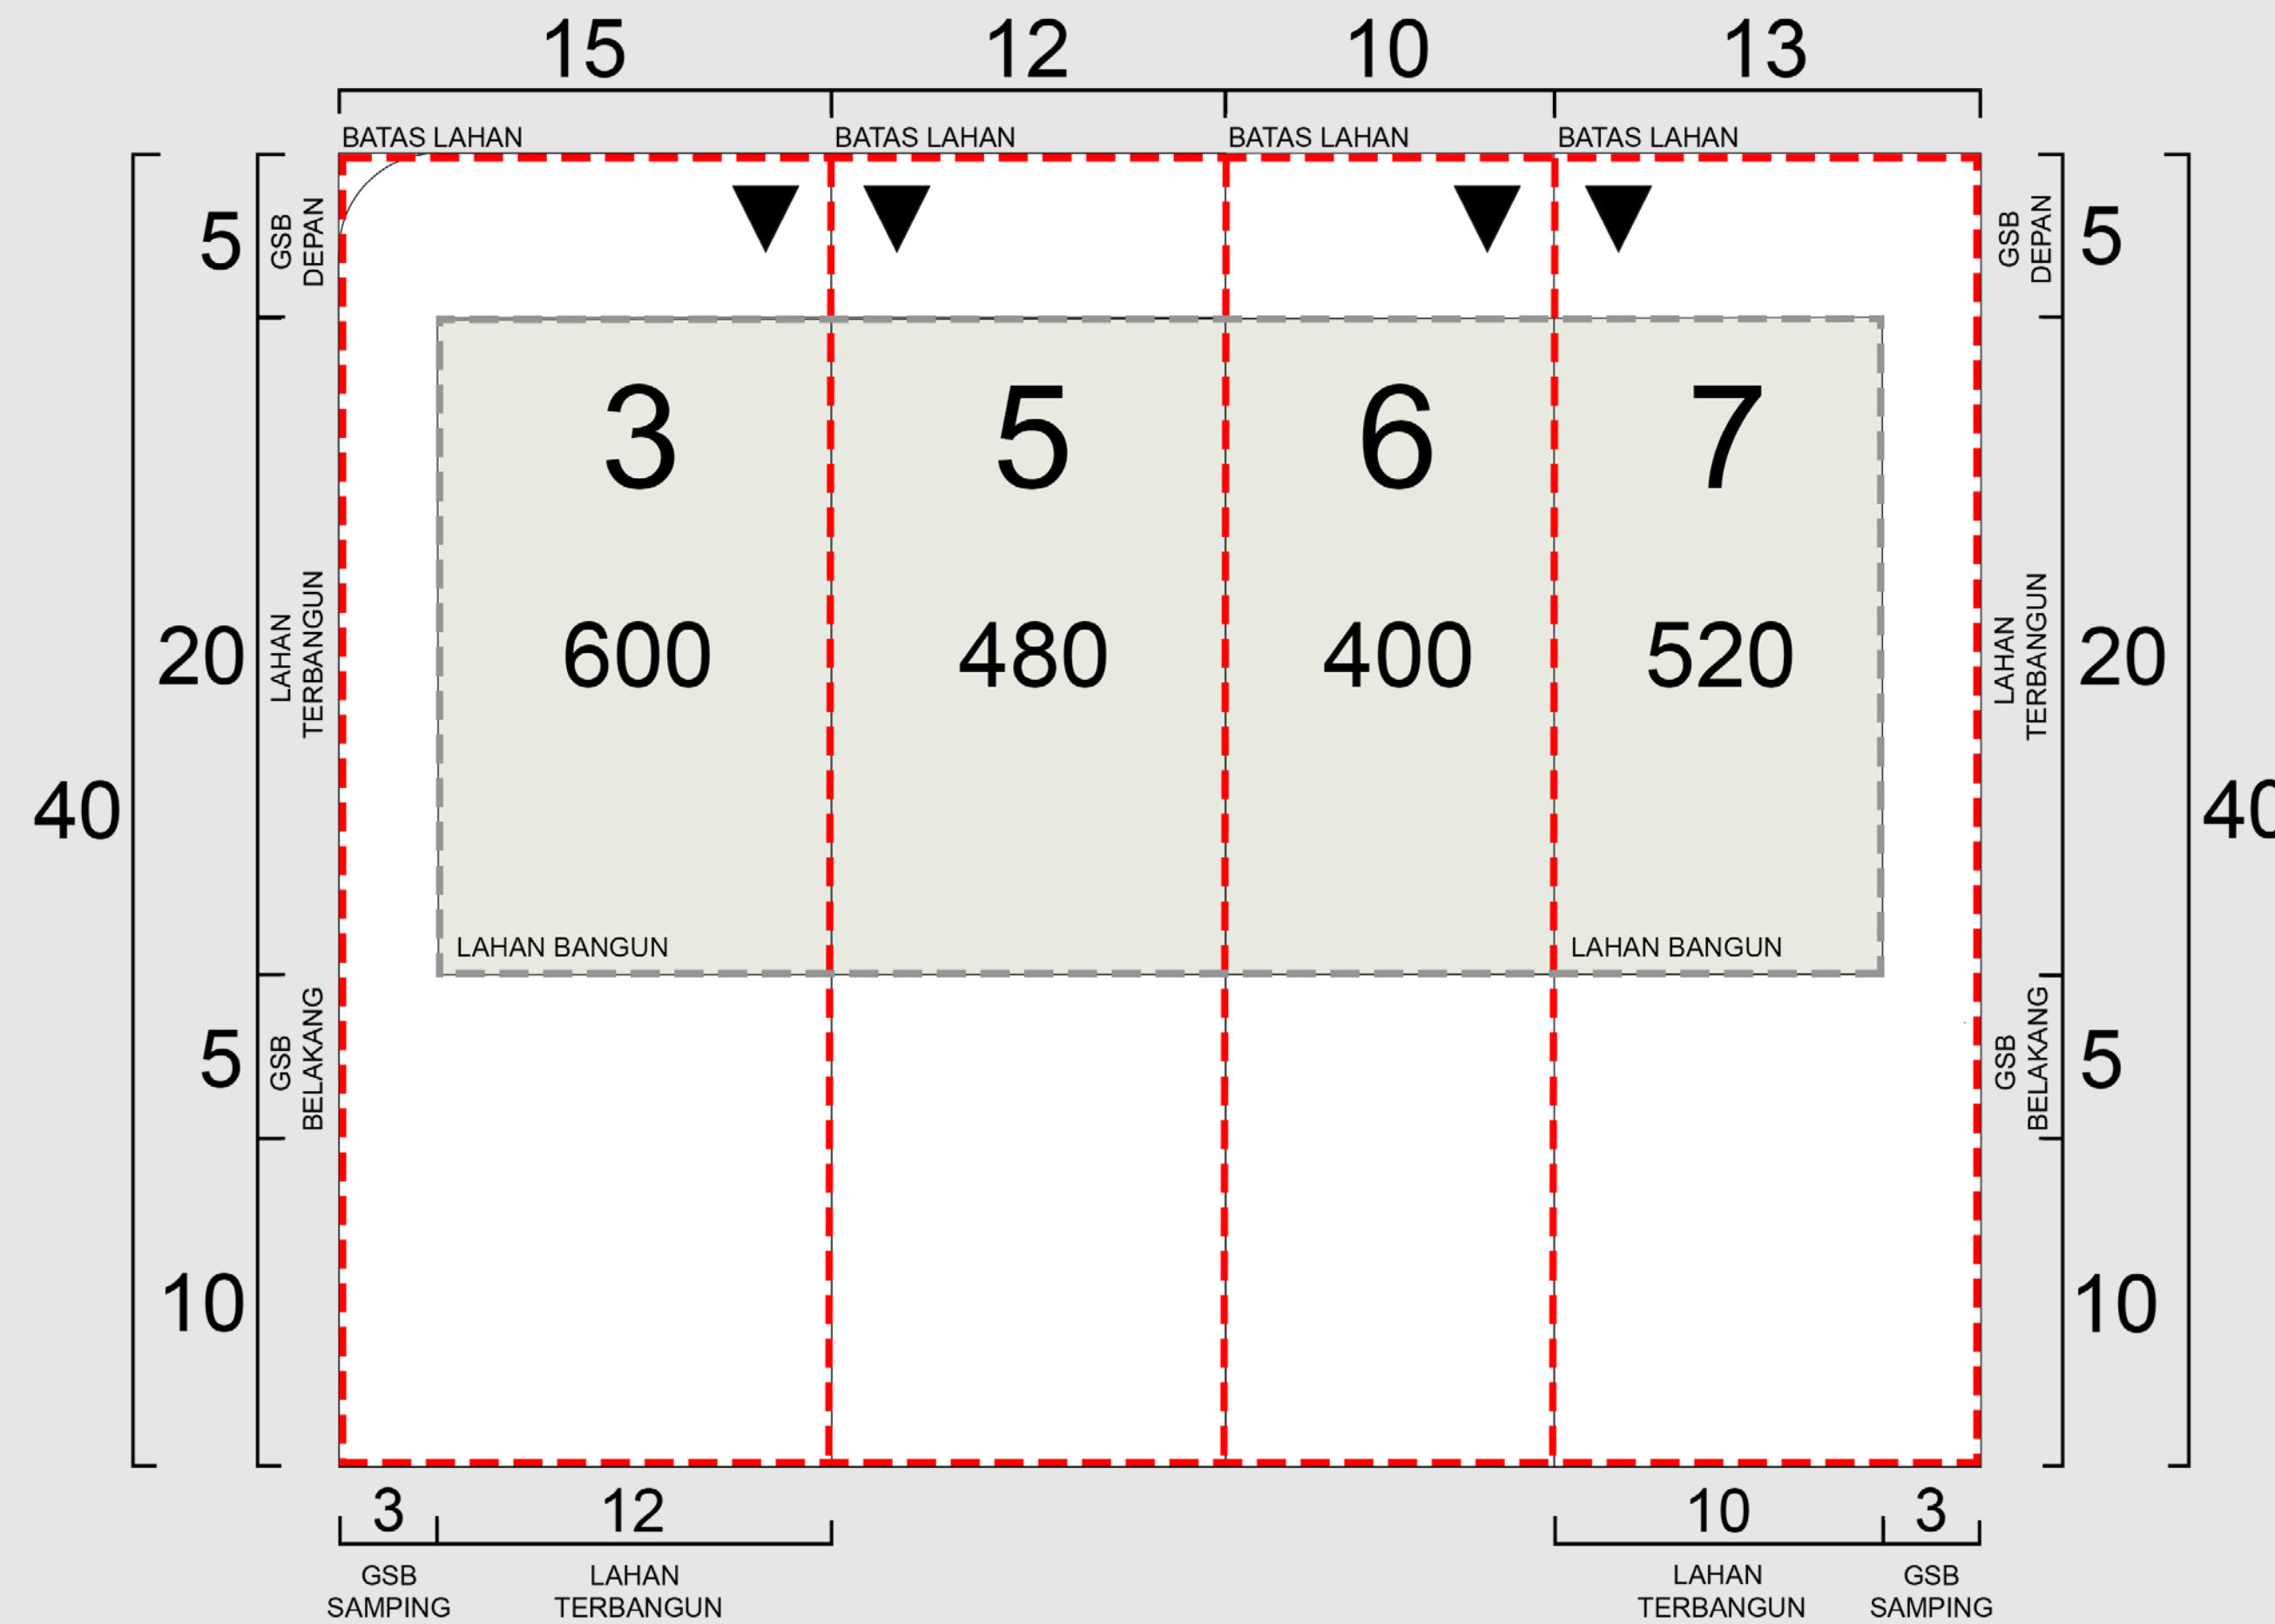 15 12 10 13
BATAS LAHAN BATAS LAHAN BATAS LAHAN BATAS LAHAN
5
GSB
DEPAN
GSB
DEPAN
5
3 5 6 7
600 480 400 520
20
LAHAN
TERBANGUN
LAHAN
TERBANGUN
20
40
40
LAHAN BANGUN LAHAN BANGUN
5
GSB
BELAKANG
GSB
BELAKANG
5
10
10
3 12 10 3
GSB
SAMPING
LAHAN
TERBANGUN
LAHAN
TERBANGUN
GSB
SAMPING